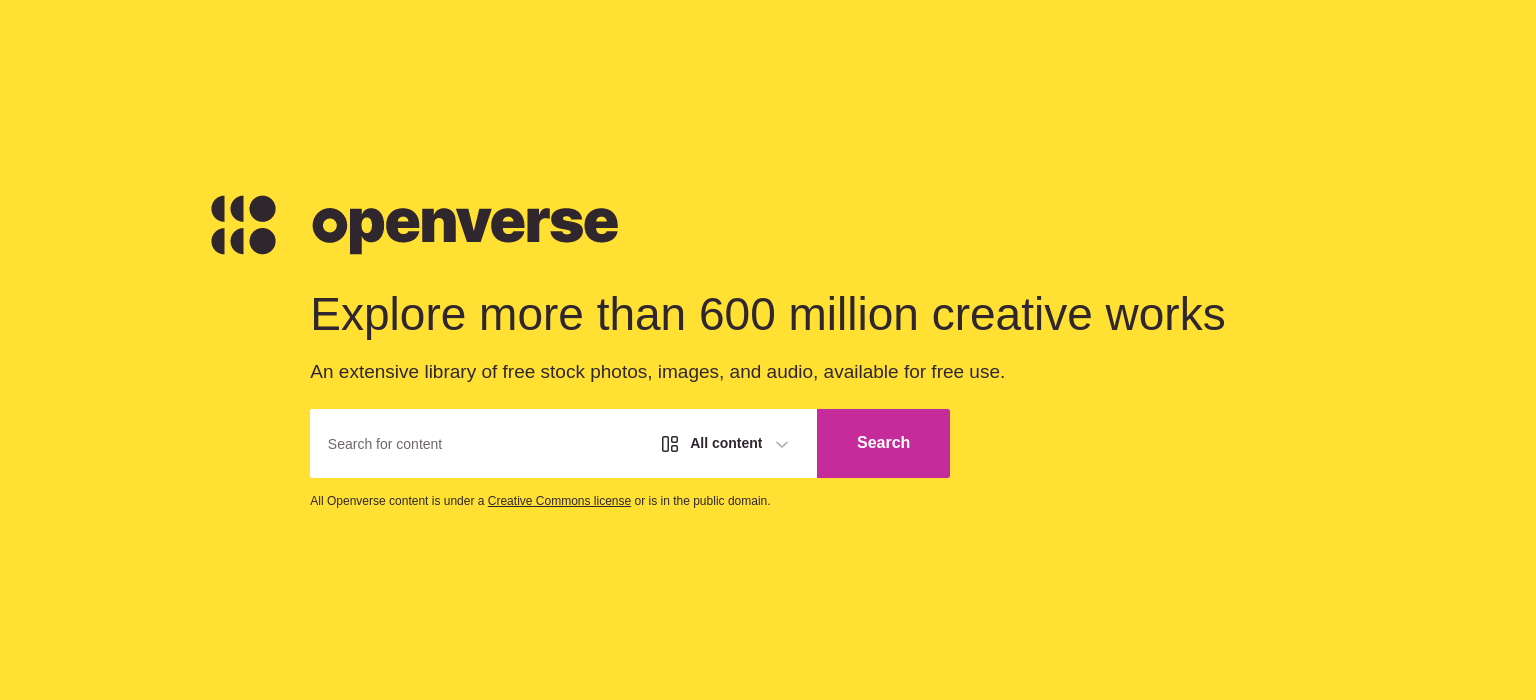 openverse
Explore more than 600 million creative works
An extensive library of free stock photos, images, and audio, available for free use.
Search for content
All content
Search
All Openverse content is under a Creative Commons license or is in the public domain.